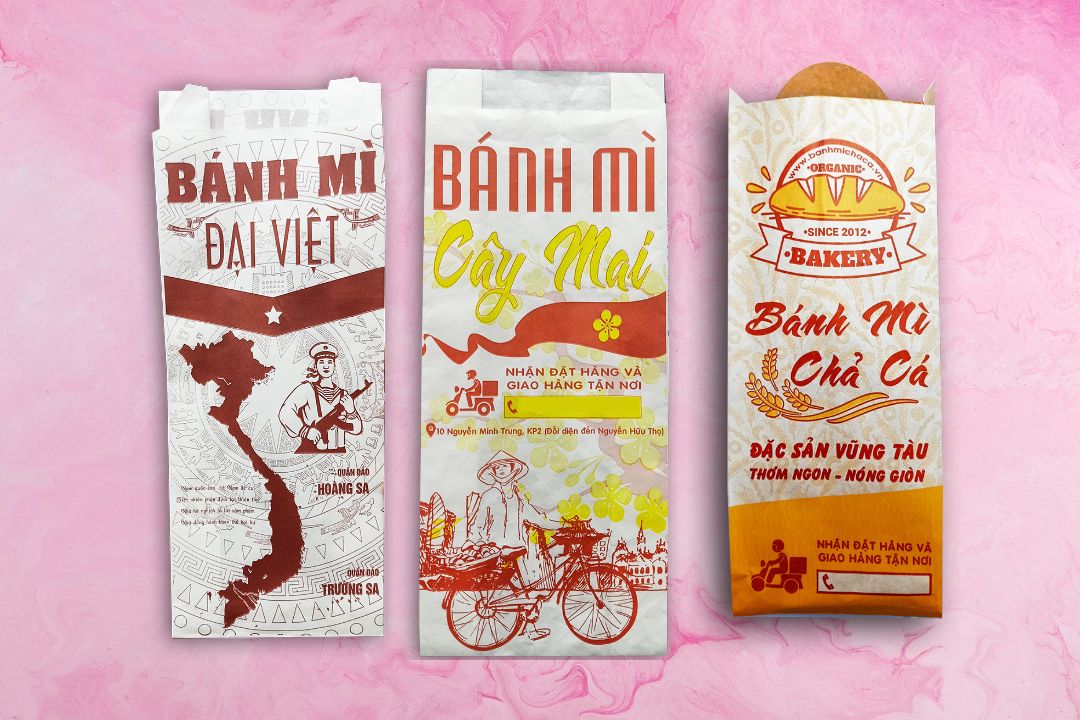 BÁNH MÌ
ĐẠI VIỆT
QUẦN ĐẢO
HOÀNG SA
QUẦN ĐẢO
TRƯỜNG SA
BÁNH MÌ
Cây Mai
NHẬN ĐẶT HÀNG VÀ
GIAO HÀNG TẬN NƠI
10 Nguyễn Minh Trung, KP2 (Đối diện đền Nguyễn Hữu Thọ)
www.banhmichaca.vn
ORGANIC
SINCE 2012
BAKERY
Bánh Mì
Chả Cá
ĐẶC SẢN VŨNG TÀU
THƠM NGON - NÓNG GIÒN
NHẬN ĐẶT HÀNG VÀ
GIAO HÀNG TẬN NƠI